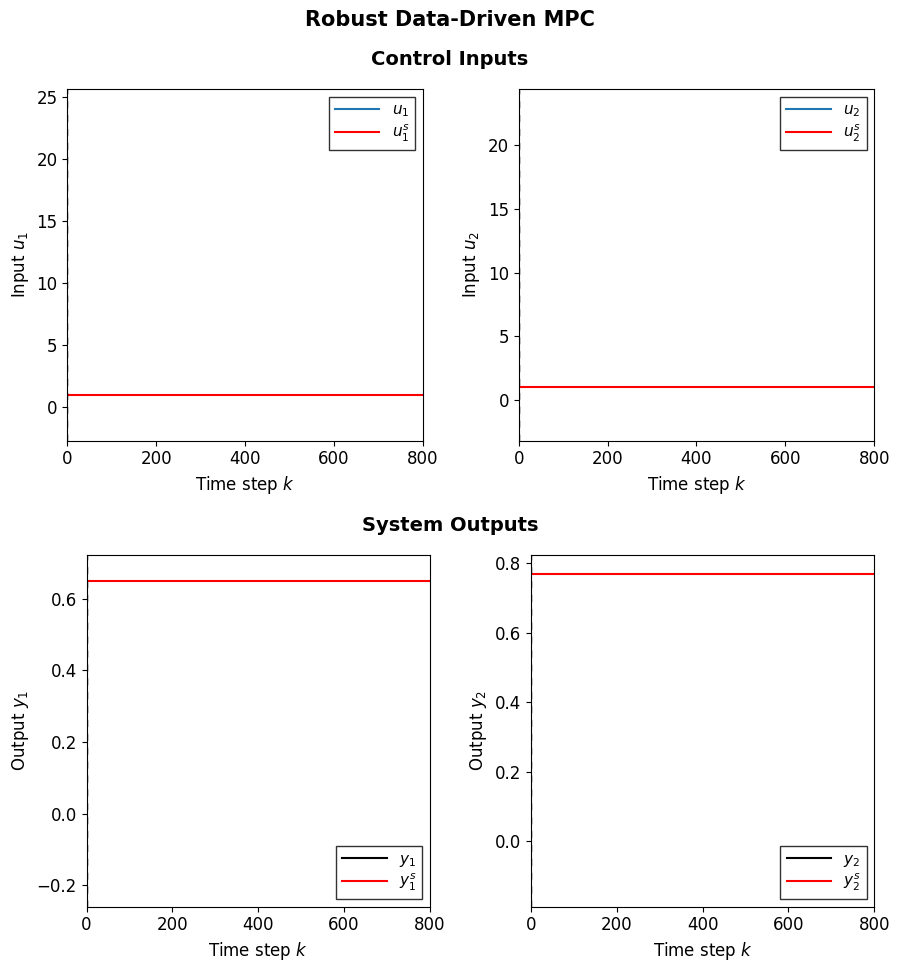 Robust Data-Driven MPC
Control Inputs
25
20
15
10
5
0
Input u₁
u₁
u₁ˢ
0 200 400 600 800
Time step k
20
15
10
5
0
Input u₂
u₂
u₂ˢ
0 200 400 600 800
Time step k
System Outputs
0.6
0.4
0.2
0.0
−0.2
Output y₁
y₁
y₁ˢ
0 200 400 600 800
Time step k
0.8
0.6
0.4
0.2
0.0
Output y₂
y₂
y₂ˢ
0 200 400 600 800
Time step k